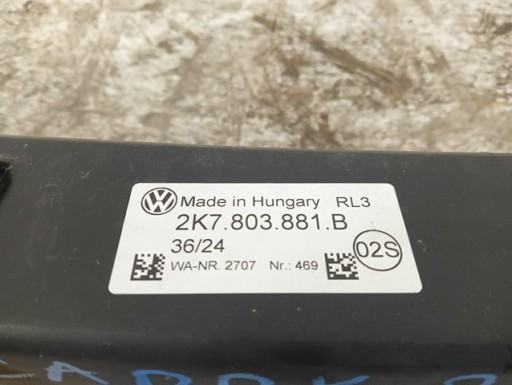 Made in Hungary RL3
2K7.803.881.B
36/24 02S
WA-NR. 2707 Nr.: 469